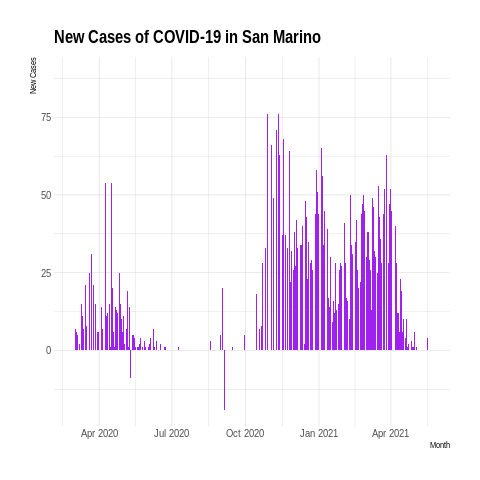 New Cases of COVID-19 in San Marino
New Cases
75
50
25
0
Apr 2020 Jul 2020 Oct 2020 Jan 2021 Apr 2021
Month